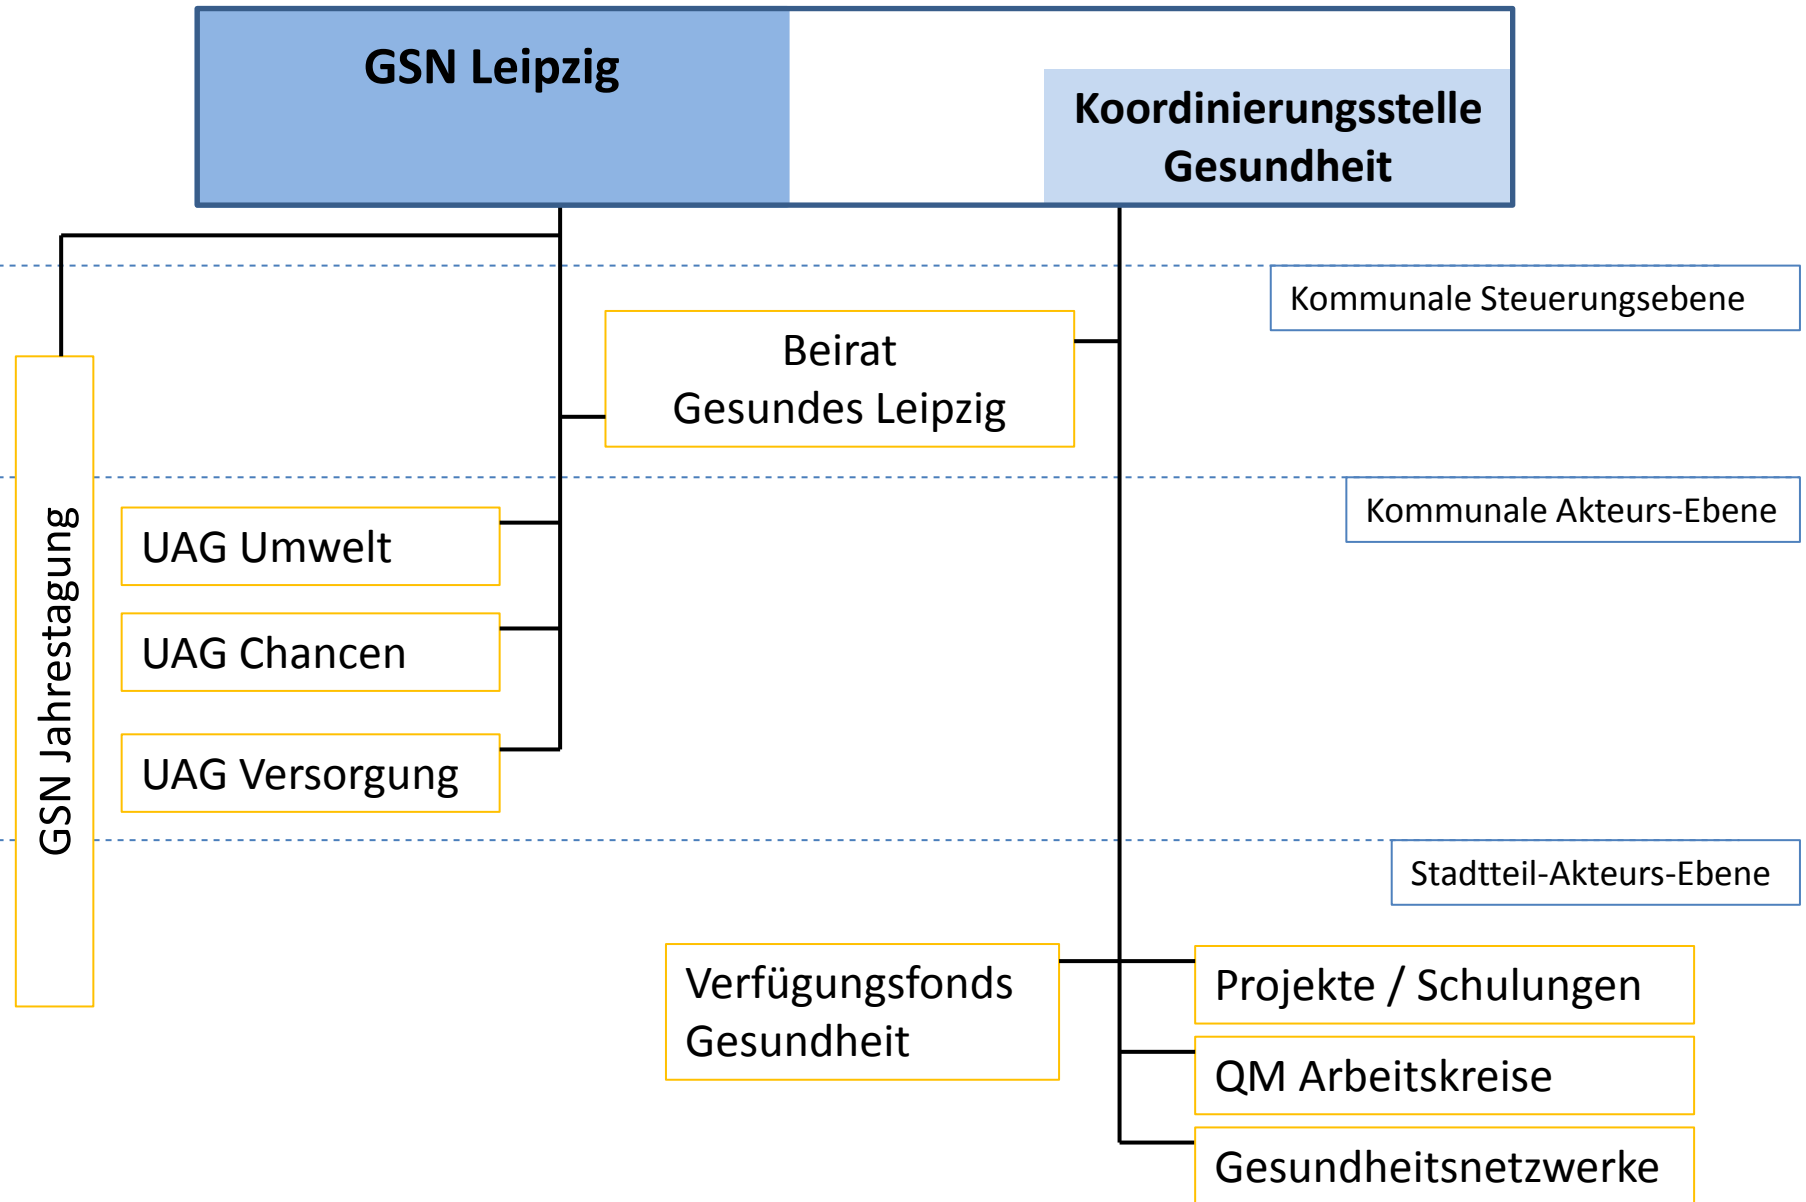 GSN Leipzig
Koordinierungsstelle
Gesundheit
Kommunale Steuerungsebene
Beirat
Gesundes Leipzig
Kommunale Akteurs-Ebene
GSN Jahrestagung
UAG Umwelt
UAG Chancen
UAG Versorgung
Stadtteil-Akteurs-Ebene
Verfügungsfonds
Gesundheit
Projekte / Schulungen
QM Arbeitskreise
Gesundheitsnetzwerke